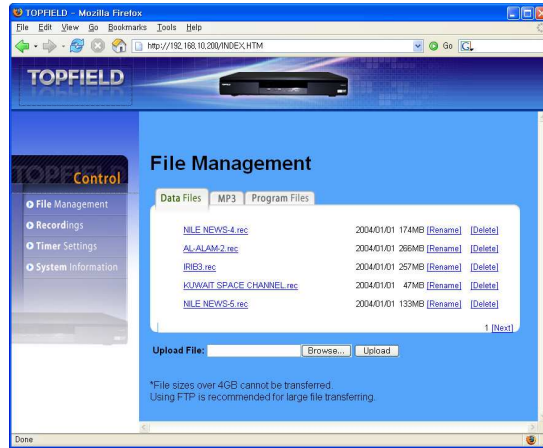 TOPFIELD - Mozilla Firefox
File Edit View Go Bookmarks Tools Help
http://192.168.10.200/INDEX.HTM Go
TOPFIELD
TOPFIELD
Control
File Management
Recordings
Timer Settings
System Information
File Management
Data Files MP3 Program Files
NILE NEWS-4.rec 2004/01/01 174MB [Rename] [Delete]
AL-ALAM-2.rec 2004/01/01 266MB [Rename] [Delete]
IRIB3.rec 2004/01/01 257MB [Rename] [Delete]
KUWAIT SPACE CHANNEL.rec 2004/01/01 47MB [Rename] [Delete]
NILE NEWS-5.rec 2004/01/01 133MB [Rename] [Delete]
1 [Next]
Upload File: Browse... Upload
*File sizes over 4GB cannot be transferred.
Using FTP is recommended for large file transferring.
Done